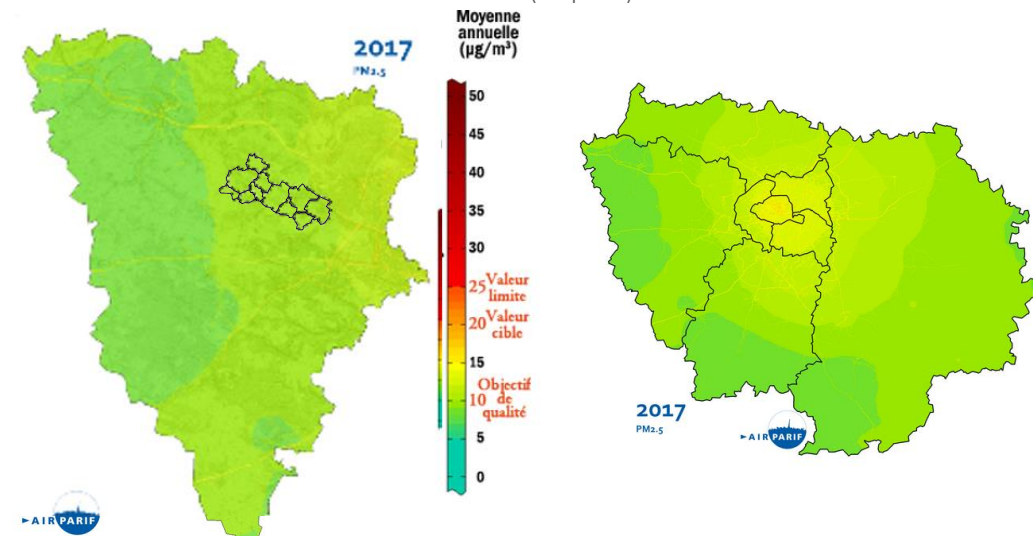 2017
PM2.5
Moyenne
annuelle
(µg/m³)
50
45
40
35
30
25 Valeur
limite
20 Valeur
cible
15
Objectif
10 de
qualité
5
0
AIRPARIF
2017
PM2.5
AIRPARIF